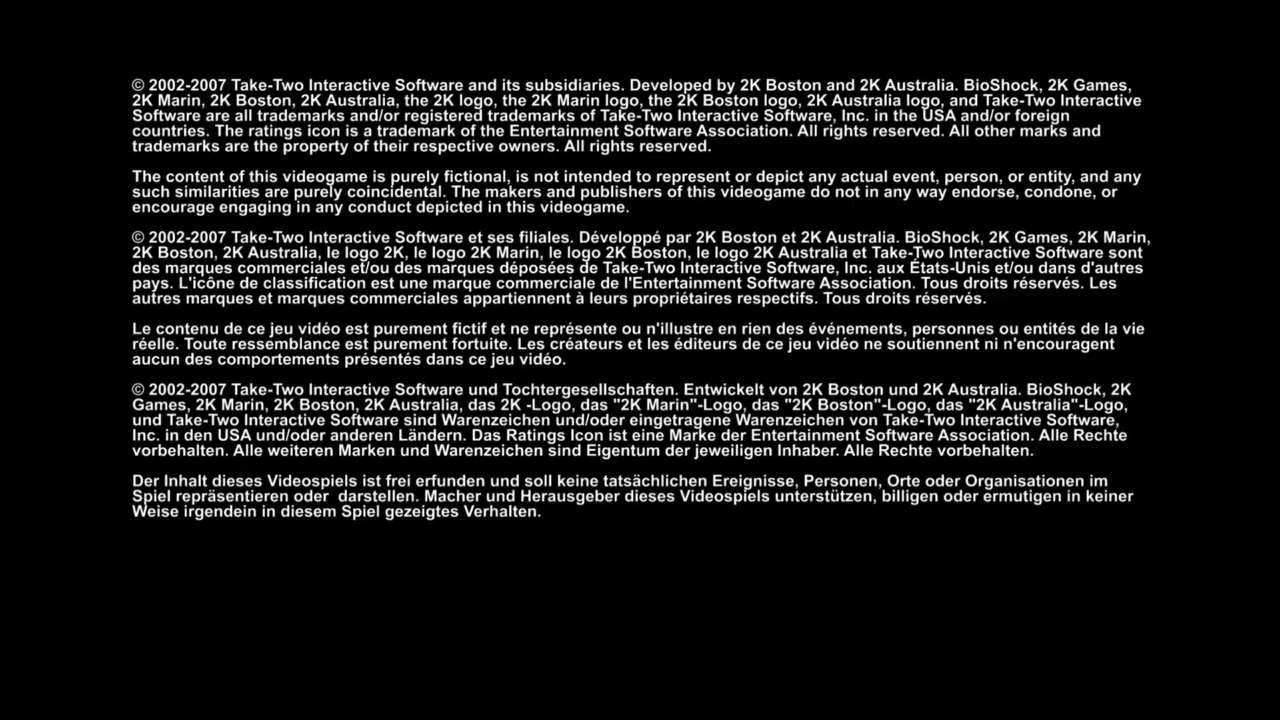 © 2002-2007 Take-Two Interactive Software and its subsidiaries. Developed by 2K Boston and 2K Australia. BioShock, 2K Games,
2K Marin, 2K Boston, 2K Australia, the 2K logo, the 2K Marin logo, the 2K Boston logo, 2K Australia logo, and Take-Two Interactive
Software are all trademarks and/or registered trademarks of Take-Two Interactive Software, Inc. in the USA and/or foreign
countries. The ratings icon is a trademark of the Entertainment Software Association. All rights reserved. All other marks and
trademarks are the property of their respective owners. All rights reserved.
The content of this videogame is purely fictional, is not intended to represent or depict any actual event, person, or entity, and any
such similarities are purely coincidental. The makers and publishers of this videogame do not in any way endorse, condone, or
encourage engaging in any conduct depicted in this videogame.
© 2002-2007 Take-Two Interactive Software et ses filiales. Développé par 2K Boston et 2K Australia. BioShock, 2K Games, 2K Marin,
2K Boston, 2K Australia, le logo 2K, le logo 2K Marin, le logo 2K Boston, le logo 2K Australia et Take-Two Interactive Software sont
des marques commerciales et/ou des marques déposées de Take-Two Interactive Software, Inc. aux États-Unis et/ou dans d'autres
pays. L'icône de classification est une marque commerciale de l'Entertainment Software Association. Tous droits réservés. Les
autres marques et marques commerciales appartiennent à leurs propriétaires respectifs. Tous droits réservés.
Le contenu de ce jeu vidéo est purement fictif et ne représente ou n'illustre en rien des événements, personnes ou entités de la vie
réelle. Toute ressemblance est purement fortuite. Les créateurs et les éditeurs de ce jeu vidéo ne soutiennent ni n'encouragent
aucun des comportements présentés dans ce jeu vidéo.
© 2002-2007 Take-Two Interactive Software und Tochtergesellschaften. Entwickelt von 2K Boston und 2K Australia. BioShock, 2K
Games, 2K Marin, 2K Boston, 2K Australia, das 2K -Logo, das "2K Marin"-Logo, das "2K Boston"-Logo, das "2K Australia"-Logo,
und Take-Two Interactive Software sind Warenzeichen und/oder eingetragene Warenzeichen von Take-Two Interactive Software,
Inc. in den USA und/oder anderen Ländern. Das Ratings Icon ist eine Marke der Entertainment Software Association. Alle Rechte
vorbehalten. Alle weiteren Marken und Warenzeichen sind Eigentum der jeweiligen Inhaber. Alle Rechte vorbehalten.
Der Inhalt dieses Videospiels ist frei erfunden und soll keine tatsächlichen Ereignisse, Personen, Orte oder Organisationen im
Spiel repräsentieren oder  darstellen. Macher und Herausgeber dieses Videospiels unterstützen, billigen oder ermutigen in keiner
Weise irgendein in diesem Spiel gezeigtes Verhalten.